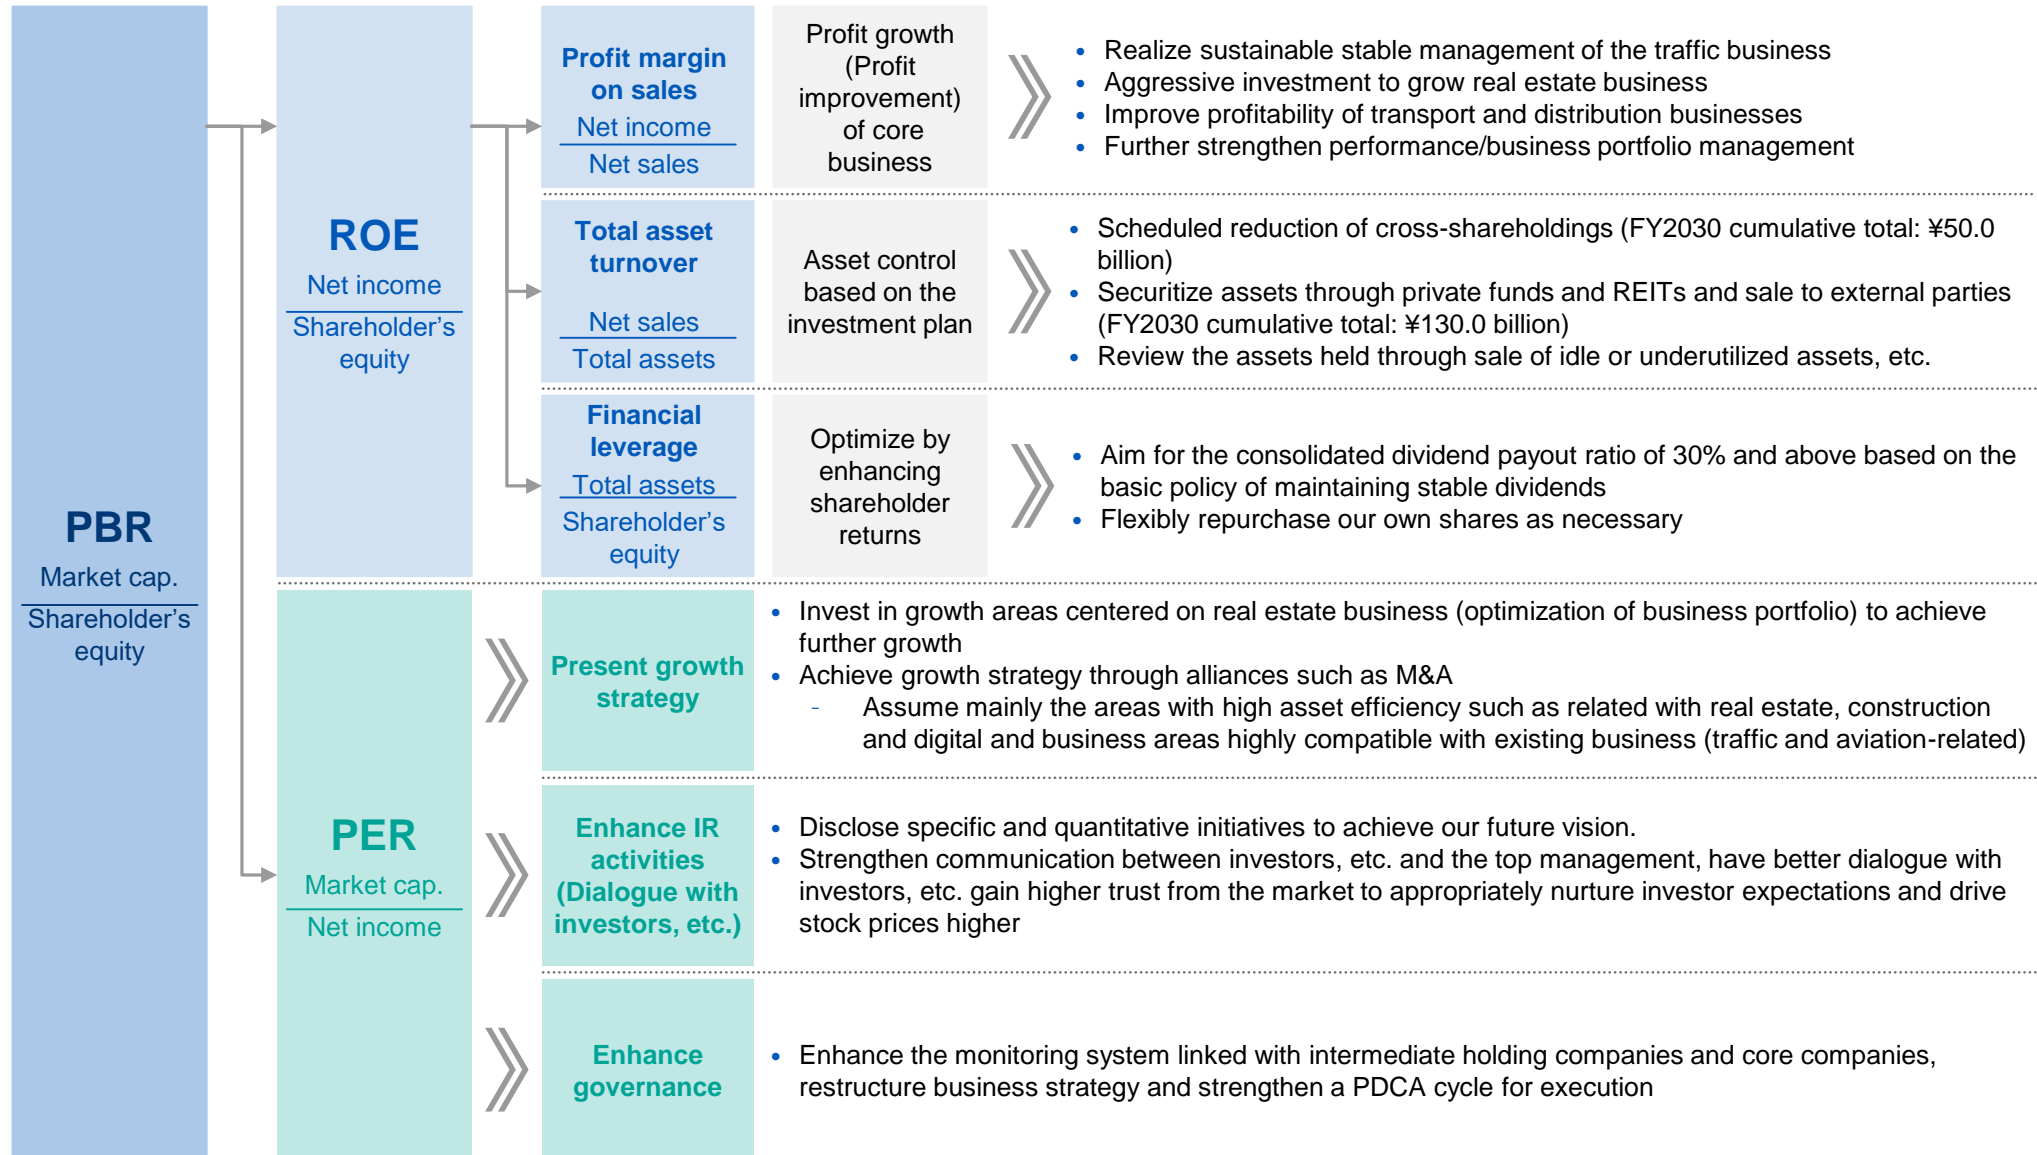 PBR
Market cap.
Shareholder’s
equity
ROE
Net income
Shareholder’s
equity
Profit margin
on sales
Net income
Net sales
Profit growth
(Profit
improvement)
of core
business
• Realize sustainable stable management of the traffic business
• Aggressive investment to grow real estate business
• Improve profitability of transport and distribution businesses
• Further strengthen performance/business portfolio management
Total asset
turnover
Net sales
Total assets
Asset control
based on the
investment plan
• Scheduled reduction of cross-shareholdings (FY2030 cumulative total: ¥50.0
billion)
• Securitize assets through private funds and REITs and sale to external parties
(FY2030 cumulative total: ¥130.0 billion)
• Review the assets held through sale of idle or underutilized assets, etc.
Financial
leverage
Total assets
Shareholder’s
equity
Optimize by
enhancing
shareholder
returns
• Aim for the consolidated dividend payout ratio of 30% and above based on the
basic policy of maintaining stable dividends
• Flexibly repurchase our own shares as necessary
PER
Market cap.
Net income
Present growth
strategy
• Invest in growth areas centered on real estate business (optimization of business portfolio) to achieve
further growth
• Achieve growth strategy through alliances such as M&A
- Assume mainly the areas with high asset efficiency such as related with real estate, construction
and digital and business areas highly compatible with existing business (traffic and aviation-related)
Enhance IR
activities
(Dialogue with
investors, etc.)
• Disclose specific and quantitative initiatives to achieve our future vision.
• Strengthen communication between investors, etc. and the top management, have better dialogue with
investors, etc. gain higher trust from the market to appropriately nurture investor expectations and drive
stock prices higher
Enhance
governance
• Enhance the monitoring system linked with intermediate holding companies and core companies,
restructure business strategy and strengthen a PDCA cycle for execution